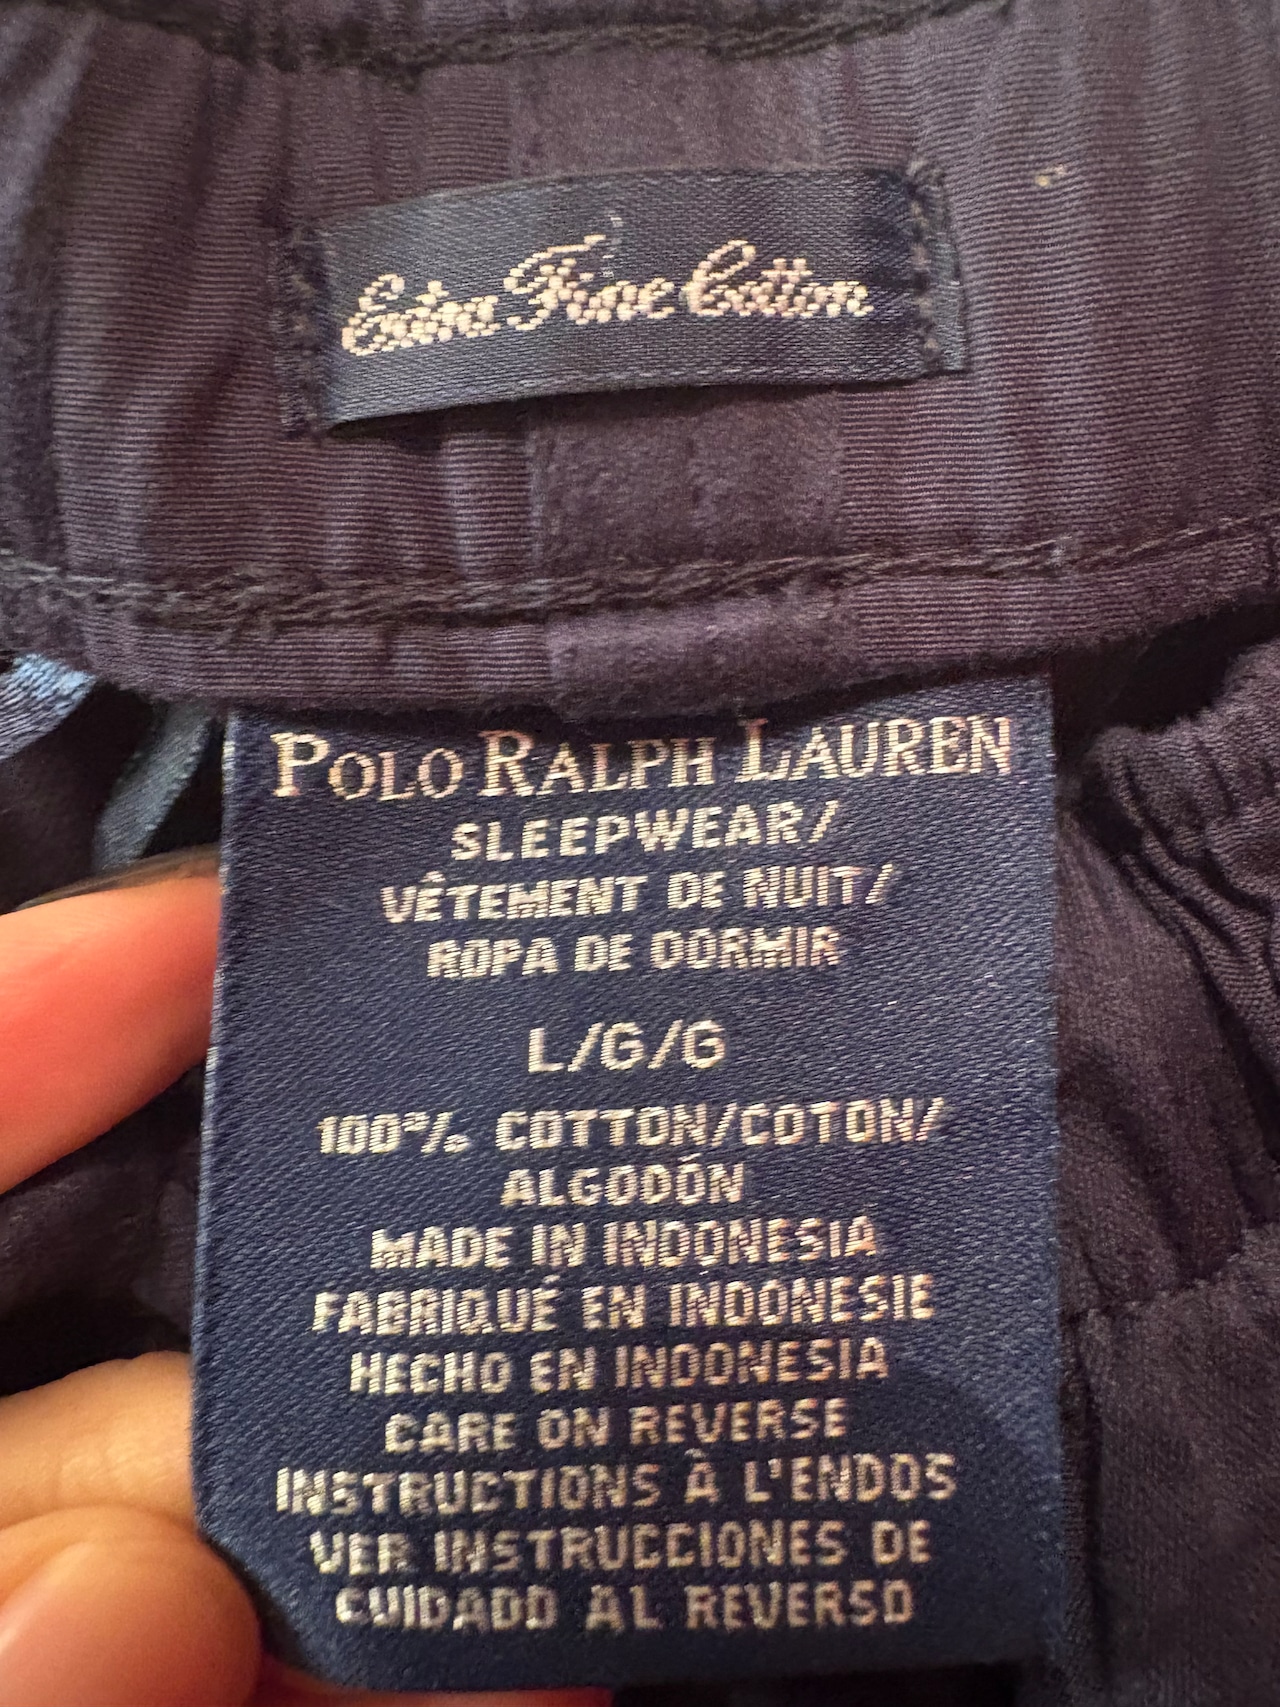 Extra Fine Cotton
POLO RALPH LAUREN
SLEEPWEAR/
VÊTEMENT DE NUIT/
ROPA DE DORMIR
L/G/G
100% COTTON/COTON/
ALGODÓN
MADE IN INDONESIA
FABRIQUÉ EN INDONESIE
HECHO EN INDONESIA
CARE ON REVERSE
INSTRUCTIONS À L'ENDOS
VER INSTRUCCIONES DE
CUIDADO AL REVERSO